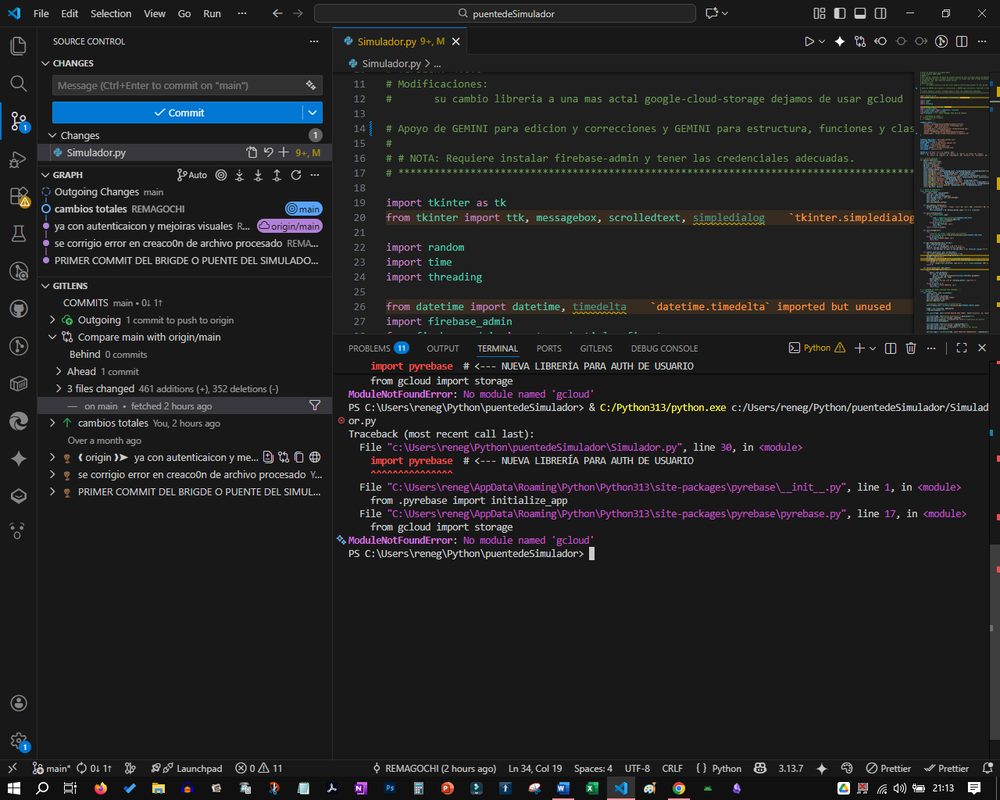 File Edit Selection View Go Run ··· puentedeSimulador
SOURCE CONTROL
CHANGES
Message (Ctrl+Enter to commit on "main")
Commit
Changes 1
Simulador.py 9+, M
GRAPH Auto
Outgoing Changes main
cambios totales REMAGOCHI main
ya con autenticaicon y mejoiras visuales R... origin/main
se corrigio error en creaco0n de archivo procesado REMA...
PRIMER COMMIT DEL BRIGDE O PUENTE DEL SIMULADO...
GITLENS
COMMITS main • 0↓ 1↑
Outgoing 1 commit to push to origin
Compare main with origin/main
Behind 0 commits
Ahead 1 commit
3 files changed 461 additions (+), 352 deletions (-)
— on main • fetched 2 hours ago
cambios totales You, 2 hours ago
Over a month ago
origin ya con autenticaicon y me...
se corrigio error en creaco0n de archivo procesado Y...
PRIMER COMMIT DEL BRIGDE O PUENTE DEL SIMUL...
1
1
Simulador.py 9+, M
Simulador.py > ...
11 # Modificaciones:
12 # su cambio libreria a una mas actal google-cloud-storage dejamos de usar gcloud
13
14 # Apoyo de GEMINI para edicion y correcciones y GEMINI para estructura, funciones y clas
15 #
16 # # NOTA: Requiere instalar firebase-admin y tener las credenciales adecuadas.
17 # **************************************************************************************
18
19 import tkinter as tk
20 from tkinter import ttk, messagebox, scrolledtext, simpledialog `tkinter.simpledialog
21
22 import random
23 import time
24 import threading
25
26 from datetime import datetime, timedelta `datetime.timedelta` imported but unused
27 import firebase_admin
PROBLEMS 11 OUTPUT TERMINAL PORTS GITLENS DEBUG CONSOLE Python
import pyrebase # <--- NUEVA LIBRERÍA PARA AUTH DE USUARIO
from gcloud import storage
ModuleNotFoundError: No module named 'gcloud'
PS C:\Users\reneg\Python\puentedeSimulador> & C:/Python313/python.exe c:/Users/reneg/Python/puentedeSimulador/Simulad
or.py
Traceback (most recent call last):
File "c:\Users\reneg\Python\puentedeSimulador\Simulador.py", line 30, in <module>
import pyrebase # <--- NUEVA LIBRERÍA PARA AUTH DE USUARIO
^^^^^^^^^^^^^^^
File "C:\Users\reneg\AppData\Roaming\Python\Python313\site-packages\pyrebase\__init__.py", line 1, in <module>
from .pyrebase import initialize_app
File "C:\Users\reneg\AppData\Roaming\Python\Python313\site-packages\pyrebase\pyrebase.py", line 17, in <module>
from gcloud import storage
ModuleNotFoundError: No module named 'gcloud'
PS C:\Users\reneg\Python\puentedeSimulador>
main* 0↓ 1↑ Launchpad 0 11 REMAGOCHI (2 hours ago) Ln 34, Col 19 Spaces: 4 UTF-8 CRLF { } Python 3.13.7 Prettier Prettier
21:13